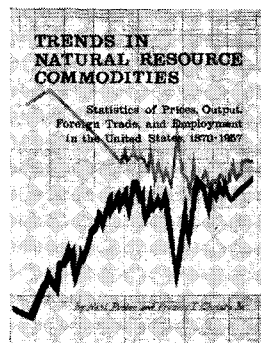 TRENDS IN
NATURAL RESOURCE
COMMODITIES
Statistics of Prices, Output,
Foreign Trade, and Employment
in the United States, 1870-1957